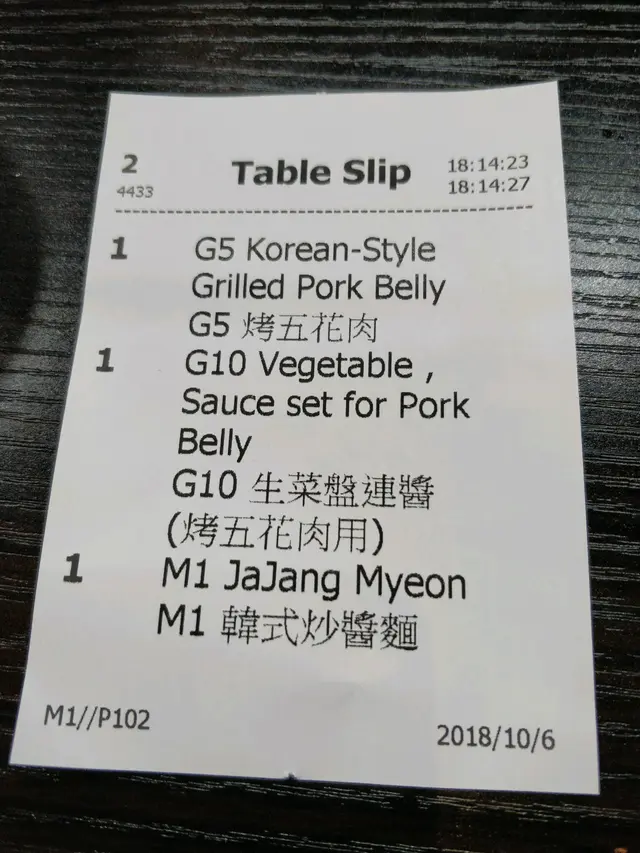 2 Table Slip 18:14:23
4433 18:14:27
1 G5 Korean-Style
Grilled Pork Belly
G5 烤五花肉
1 G10 Vegetable ,
Sauce set for Pork
Belly
G10 生菜盤連醬
(烤五花肉用)
1 M1 JaJang Myeon
M1 韓式炒醬麵
M1//P102 2018/10/6